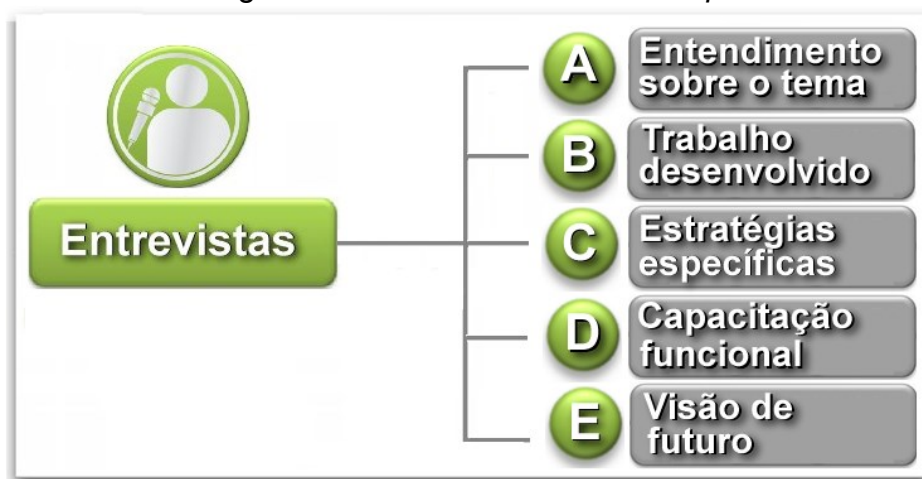 Entrevistas
A
Entendimento
sobre o tema
B
Trabalho
desenvolvido
C
Estratégias
específicas
D
Capacitação
funcional
E
Visão de
futuro